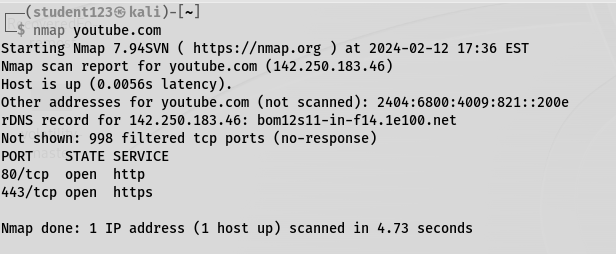 ┌──(student123㉿kali)-[~]
└─$ nmap youtube.com
Starting Nmap 7.94SVN ( https://nmap.org ) at 2024-02-12 17:36 EST
Nmap scan report for youtube.com (142.250.183.46)
Host is up (0.0056s latency).
Other addresses for youtube.com (not scanned): 2404:6800:4009:821::200e
rDNS record for 142.250.183.46: bom12s11-in-f14.1e100.net
Not shown: 998 filtered tcp ports (no-response)
PORT    STATE SERVICE
80/tcp  open  http
443/tcp open  https
Nmap done: 1 IP address (1 host up) scanned in 4.73 seconds